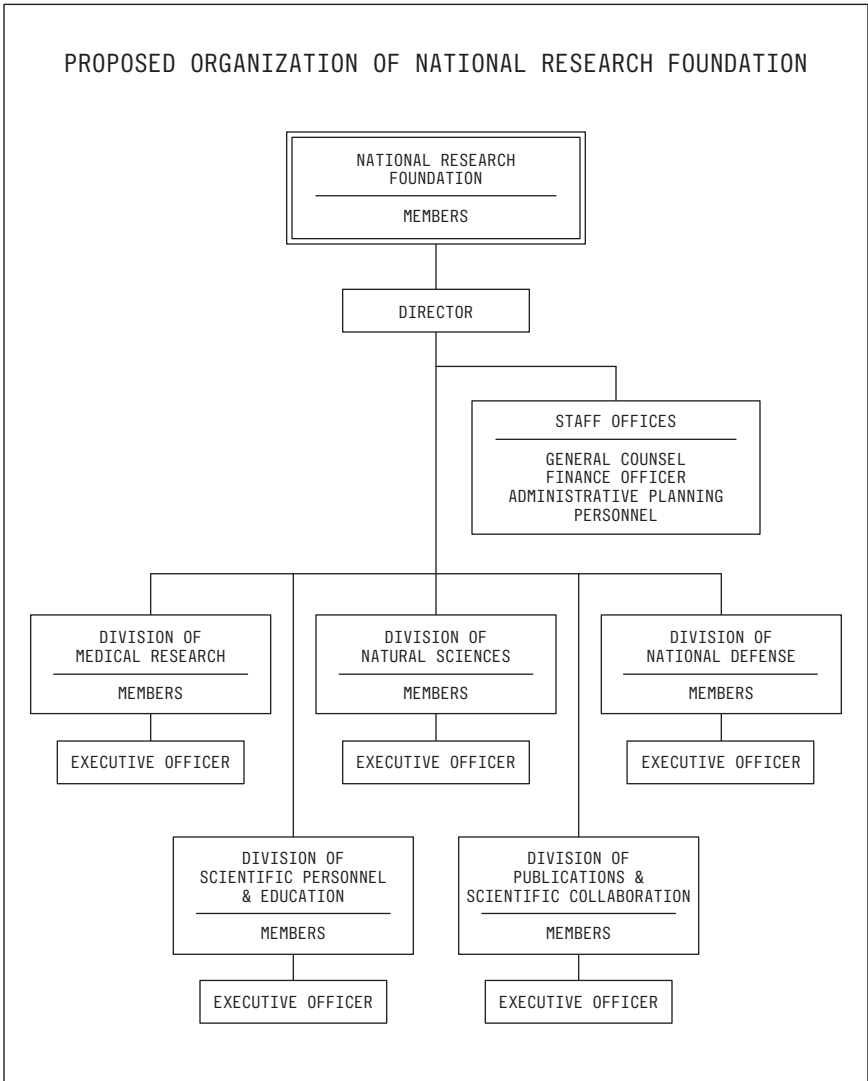 PROPOSED ORGANIZATION OF NATIONAL RESEARCH FOUNDATION
NATIONAL RESEARCH
FOUNDATION
MEMBERS
DIRECTOR
STAFF OFFICES
GENERAL COUNSEL
FINANCE OFFICER
ADMINISTRATIVE PLANNING
PERSONNEL
DIVISION OF
MEDICAL RESEARCH
MEMBERS
EXECUTIVE OFFICER
DIVISION OF
NATURAL SCIENCES
MEMBERS
EXECUTIVE OFFICER
DIVISION OF
NATIONAL DEFENSE
MEMBERS
EXECUTIVE OFFICER
DIVISION OF
SCIENTIFIC PERSONNEL
& EDUCATION
MEMBERS
EXECUTIVE OFFICER
DIVISION OF
PUBLICATIONS &
SCIENTIFIC COLLABORATION
MEMBERS
EXECUTIVE OFFICER